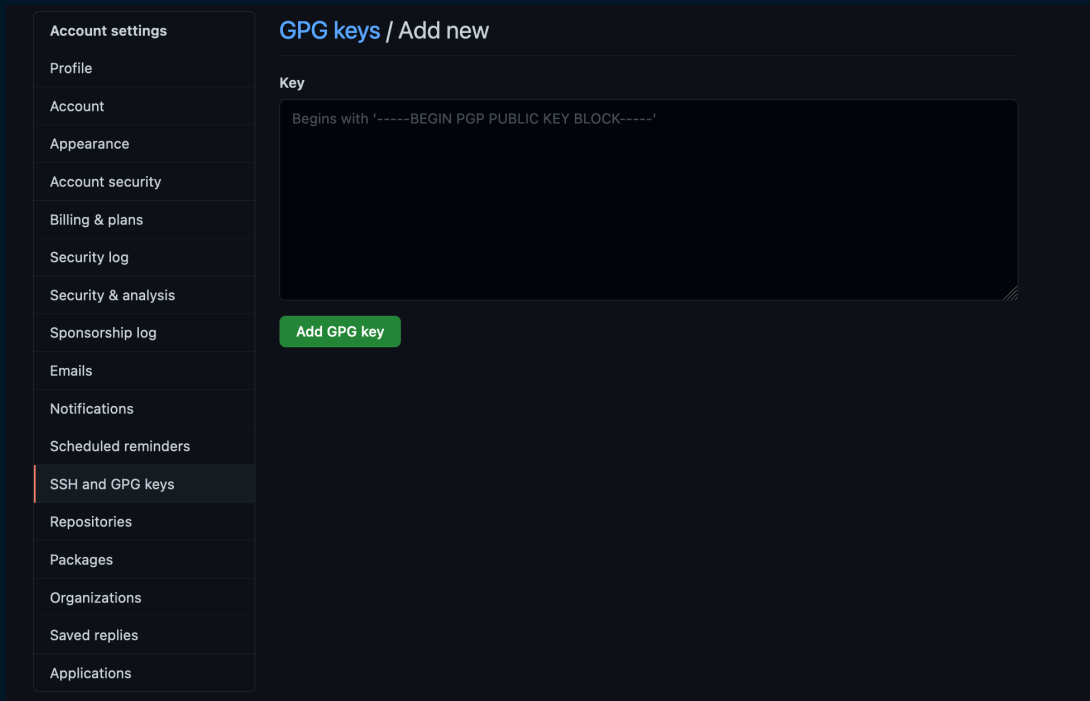 Account settings
Profile
Account
Appearance
Account security
Billing & plans
Security log
Security & analysis
Sponsorship log
Emails
Notifications
Scheduled reminders
SSH and GPG keys
Repositories
Packages
Organizations
Saved replies
Applications
GPG keys / Add new
Key
Begins with '-----BEGIN PGP PUBLIC KEY BLOCK-----'
Add GPG key